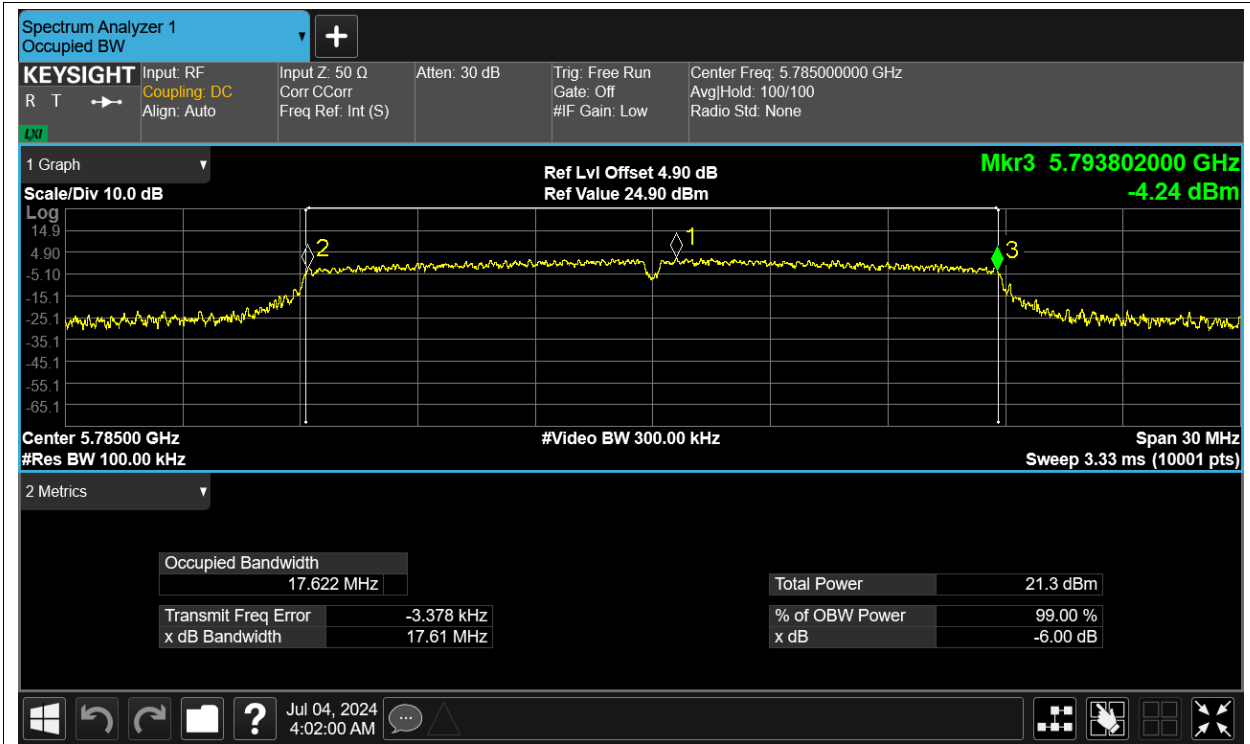 Spectrum Analyzer 1
Occupied BW
KEYSIGHT
R T
LXI
Input: RF
Coupling: DC
Align: Auto
Input Z: 50 Ω
Corr CCorr
Freq Ref: Int (S)
Atten: 30 dB
Trig: Free Run
Gate: Off
#IF Gain: Low
Center Freq: 5.785000000 GHz
Avg|Hold: 100/100
Radio Std: None
1 Graph
Scale/Div 10.0 dB
Ref Lvl Offset 4.90 dB
Ref Value 24.90 dBm
Mkr3 5.793802000 GHz
-4.24 dBm
Log
14.9
4.90
-5.10
-15.1
-25.1
-35.1
-45.1
-55.1
-65.1
2
1
3
Center 5.78500 GHz
#Video BW 300.00 kHz
Span 30 MHz
#Res BW 100.00 kHz
Sweep 3.33 ms (10001 pts)
2 Metrics
Occupied Bandwidth
17.622 MHz
Transmit Freq Error -3.378 kHz
x dB Bandwidth 17.61 MHz
Total Power 21.3 dBm
% of OBW Power 99.00 %
x dB -6.00 dB
?
Jul 04, 2024
4:02:00 AM